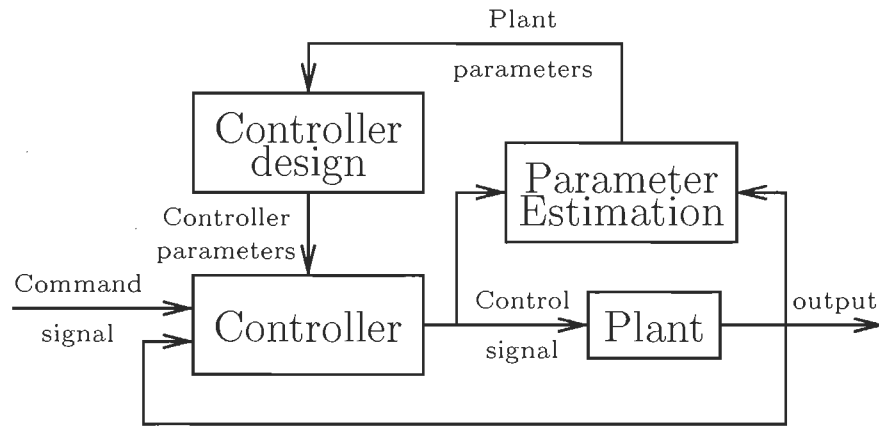 Plant
parameters
Controller
design
Parameter
Estimation
Controller
parameters
Command
signal
Controller
Control
signal
Plant
output